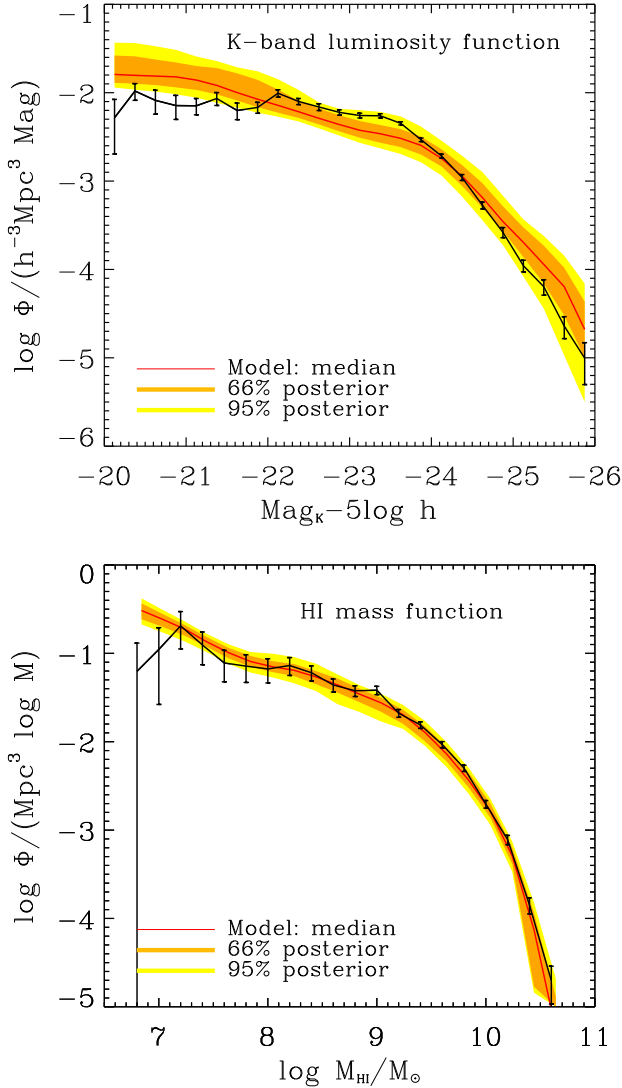 −1
−2
−3
−4
−5
−6
log Φ/(h⁻³Mpc³ Mag)
K-band luminosity function
Model: median
66% posterior
95% posterior
−20 −21 −22 −23 −24 −25 −26
Mag_K−5log h
0
−1
−2
−3
−4
−5
log Φ/(Mpc³ log M)
HI mass function
Model: median
66% posterior
95% posterior
7 8 9 10 11
log M_HI/M_☉